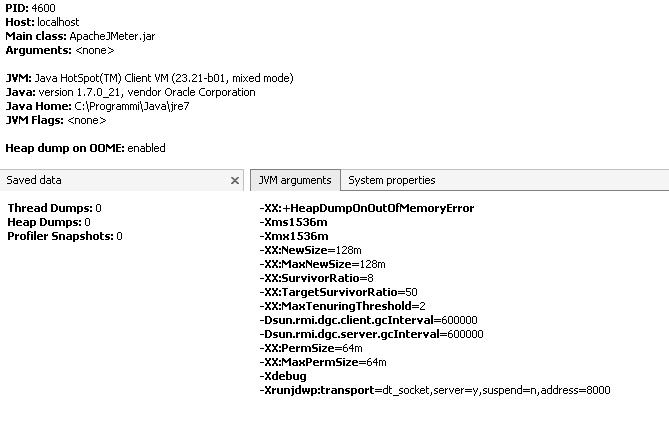 PID: 4600
Host: localhost
Main class: ApacheJMeter.jar
Arguments: <none>
JVM: Java HotSpot(TM) Client VM (23.21-b01, mixed mode)
Java: version 1.7.0_21, vendor Oracle Corporation
Java Home: C:\Programmi\Java\jre7
JVM Flags: <none>
Heap dump on OOME: enabled
Saved data
JVM arguments
System properties
Thread Dumps: 0
Heap Dumps: 0
Profiler Snapshots: 0
-XX:+HeapDumpOnOutOfMemoryError
-Xms1536m
-Xmx1536m
-XX:NewSize=128m
-XX:MaxNewSize=128m
-XX:SurvivorRatio=8
-XX:TargetSurvivorRatio=50
-XX:MaxTenuringThreshold=2
-Dsun.rmi.dgc.client.gcInterval=600000
-Dsun.rmi.dgc.server.gcInterval=600000
-XX:PermSize=64m
-XX:MaxPermSize=64m
-Xdebug
-Xrunjdwp:transport=dt_socket,server=y,suspend=n,address=8000